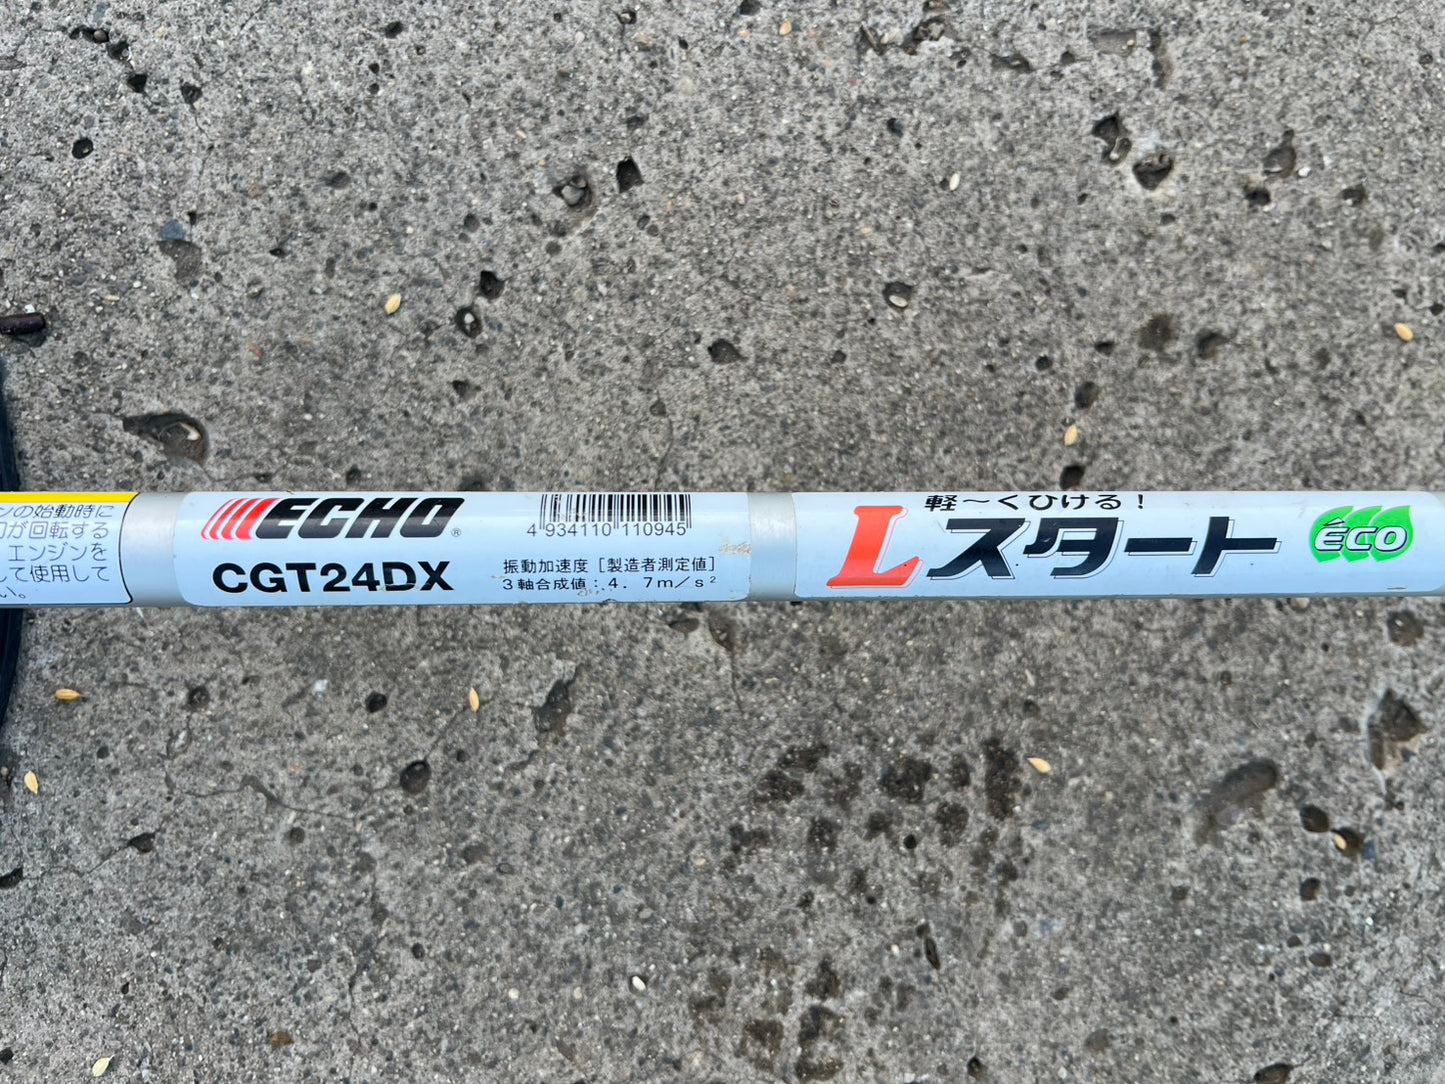 ンの始動時に
刃が回転する
エンジンを
して使用して
い。
ECHO®
CGT24DX
4 934110 110945
振動加速度［製造者測定値］
3軸合成値：4．7m／s²
軽〜くひける！
Lスタート
éCO